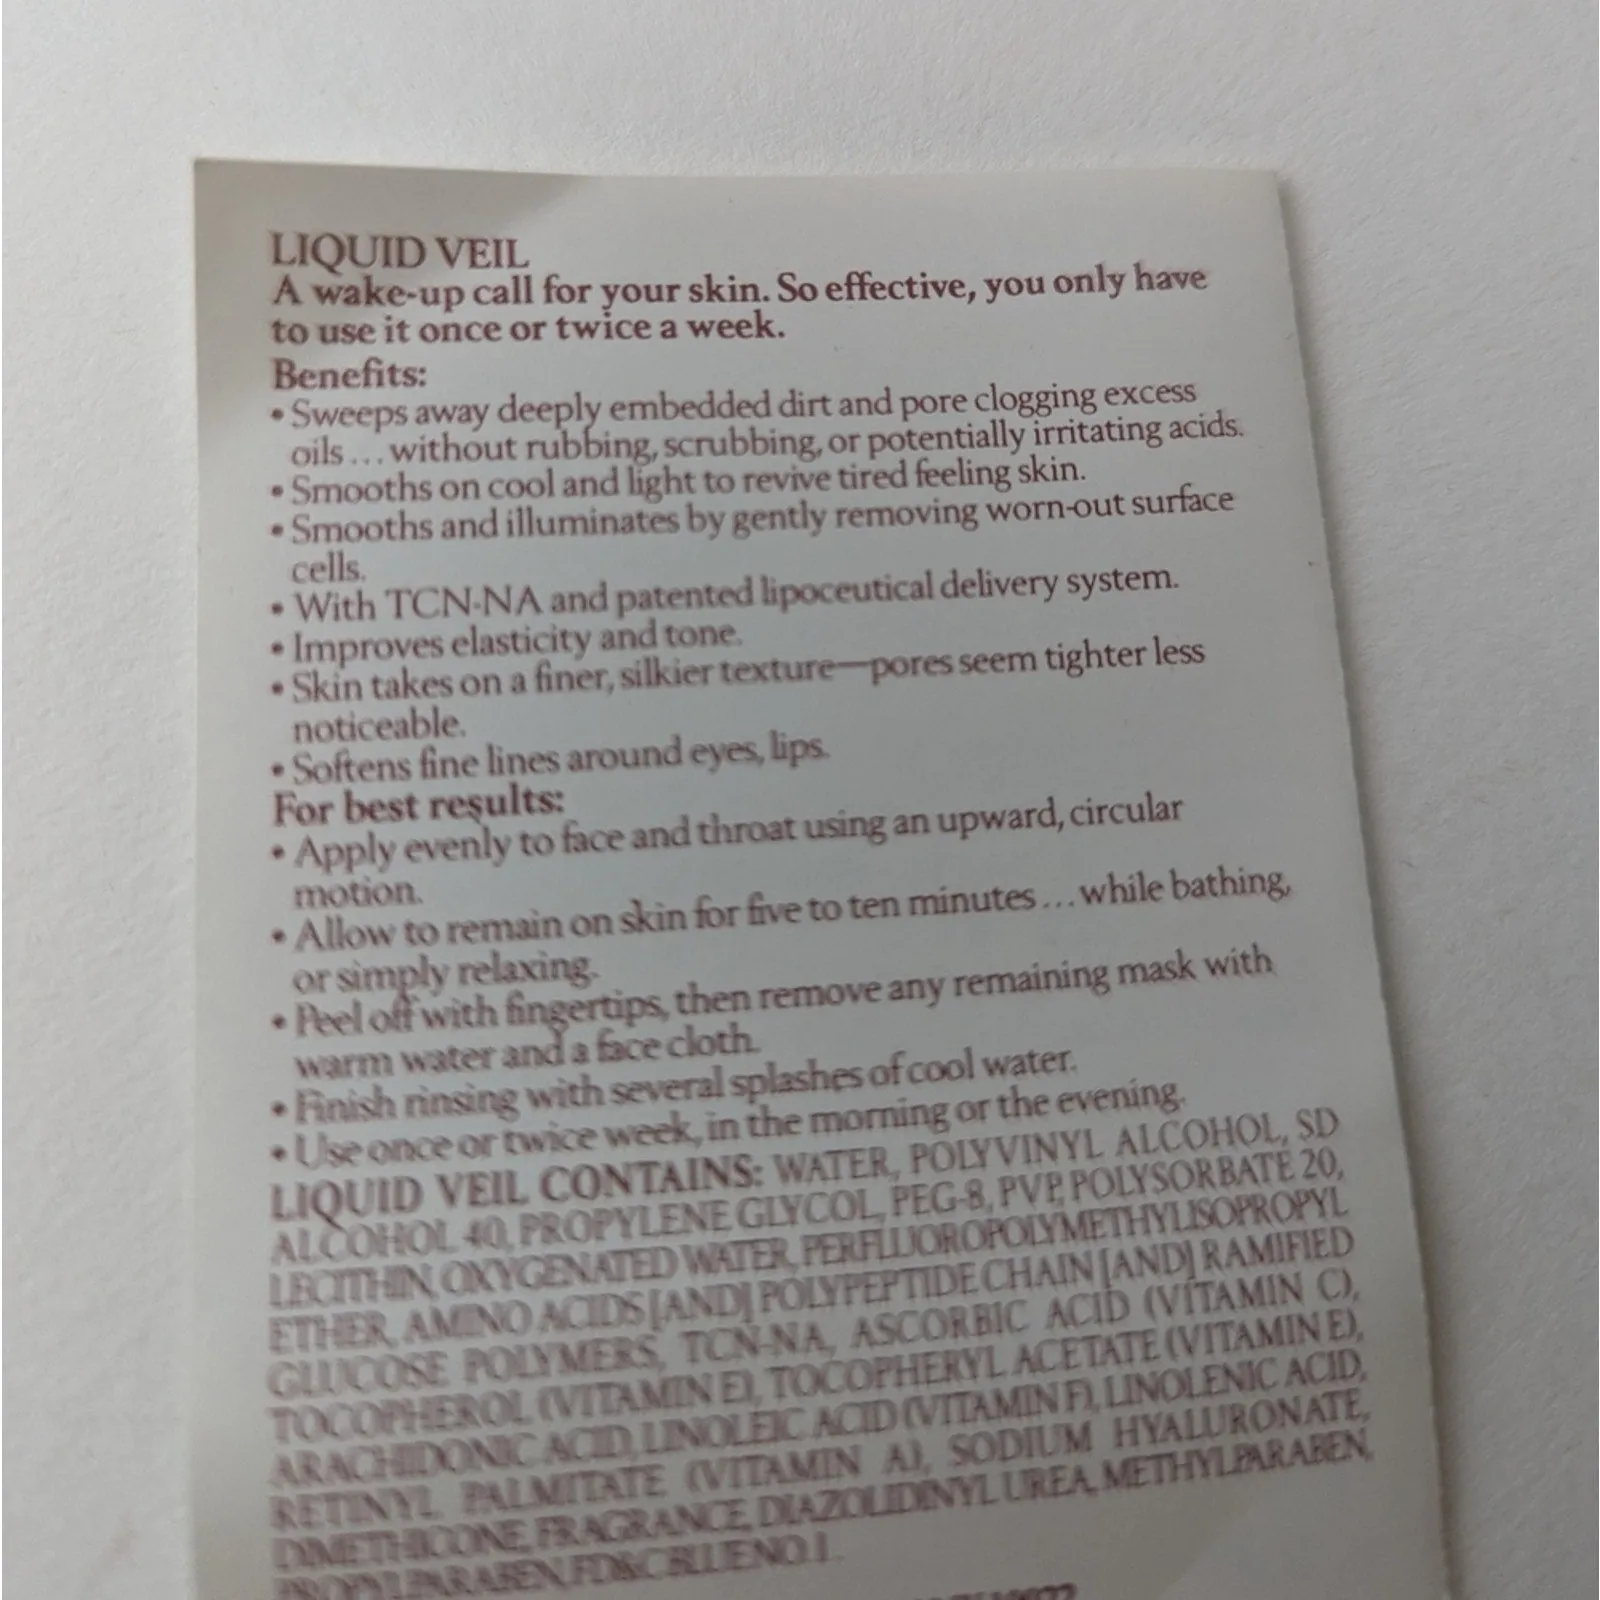 LIQUID VEIL
A wake-up call for your skin. So effective, you only have
to use it once or twice a week.
Benefits:
• Sweeps away deeply embedded dirt and pore clogging excess
oils... without rubbing, scrubbing, or potentially irritating acids.
• Smooths on cool and light to revive tired feeling skin.
• Smooths and illuminates by gently removing worn-out surface
cells.
• With TCN-NA and patented lipoceutical delivery system.
• Improves elasticity and tone.
• Skin takes on a finer, silkier texture—pores seem tighter less
noticeable.
• Softens fine lines around eyes, lips.
For best results:
• Apply evenly to face and throat using an upward, circular
motion.
• Allow to remain on skin for five to ten minutes... while bathing,
or simply relaxing.
• Peel off with fingertips, then remove any remaining mask with
warm water and a face cloth.
• Finish rinsing with several splashes of cool water.
• Use once or twice week, in the morning or the evening.
LIQUID VEIL CONTAINS: WATER, POLYVINYL ALCOHOL, SD
ALCOHOL 40, PROPYLENE GLYCOL, PEG-8, PVP, POLYSORBATE 20,
LECITHIN, OXYGENATED WATER, PERFLUOROPOLYMETHYLISOPROPYL
ETHER, AMINO ACIDS [AND] POLYPEPTIDE CHAIN [AND] RAMIFIED
GLUCOSE POLYMERS, TCN-NA, ASCORBIC ACID (VITAMIN C),
TOCOPHEROL (VITAMIN E), TOCOPHERYL ACETATE (VITAMIN E),
ARACHIDONIC ACID, LINOLEIC ACID (VITAMIN F), LINOLENIC ACID,
RETINYL PALMITATE (VITAMIN A), SODIUM HYALURONATE,
DIMETHICONE, FRAGRANCE, DIAZOLIDINYL UREA, METHYLPARABEN,
PROPYLPARABEN, FD&C BLUE NO. 1.